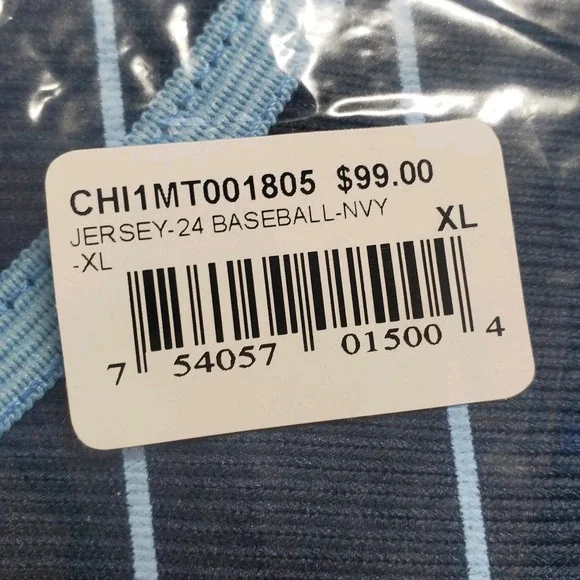 CHI1MT001805 $99.00
JERSEY-24 BASEBALL-NVY
-XL
XL
7 54057 01500 4